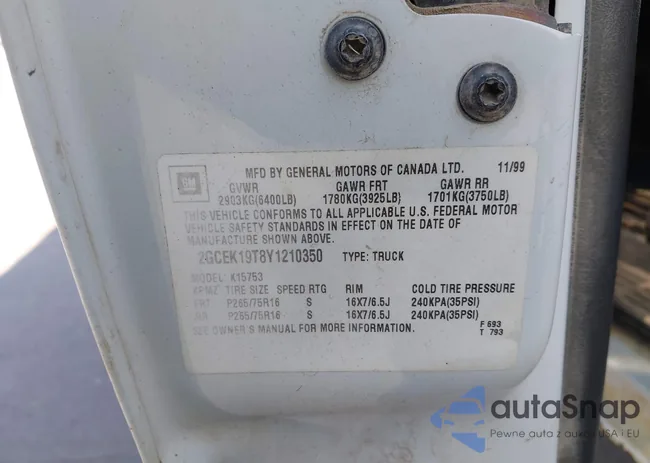 MFD BY GENERAL MOTORS OF CANADA LTD. 11/99
GM GVWR GAWR FRT GAWR RR
2903KG(6400LB) 1780KG(3925LB) 1701KG(3750LB)
THIS VEHICLE CONFORMS TO ALL APPLICABLE U.S. FEDERAL MOTOR
VEHICLE SAFETY STANDARDS IN EFFECT ON THE DATE OF
MANUFACTURE SHOWN ABOVE.
2GCEK19T8Y1210350 TYPE: TRUCK
MODEL: K15753
TIRE SIZE SPEED RTG RIM COLD TIRE PRESSURE
FRT P265/75R16 S 16X7/6.5J 240KPA(35PSI)
RR P265/75R16 S 16X7/6.5J 240KPA(35PSI)
SEE OWNER'S MANUAL FOR MORE INFORMATION.
F 693
T 793
autaSnap
Pewne auta z aukcji USA i EU